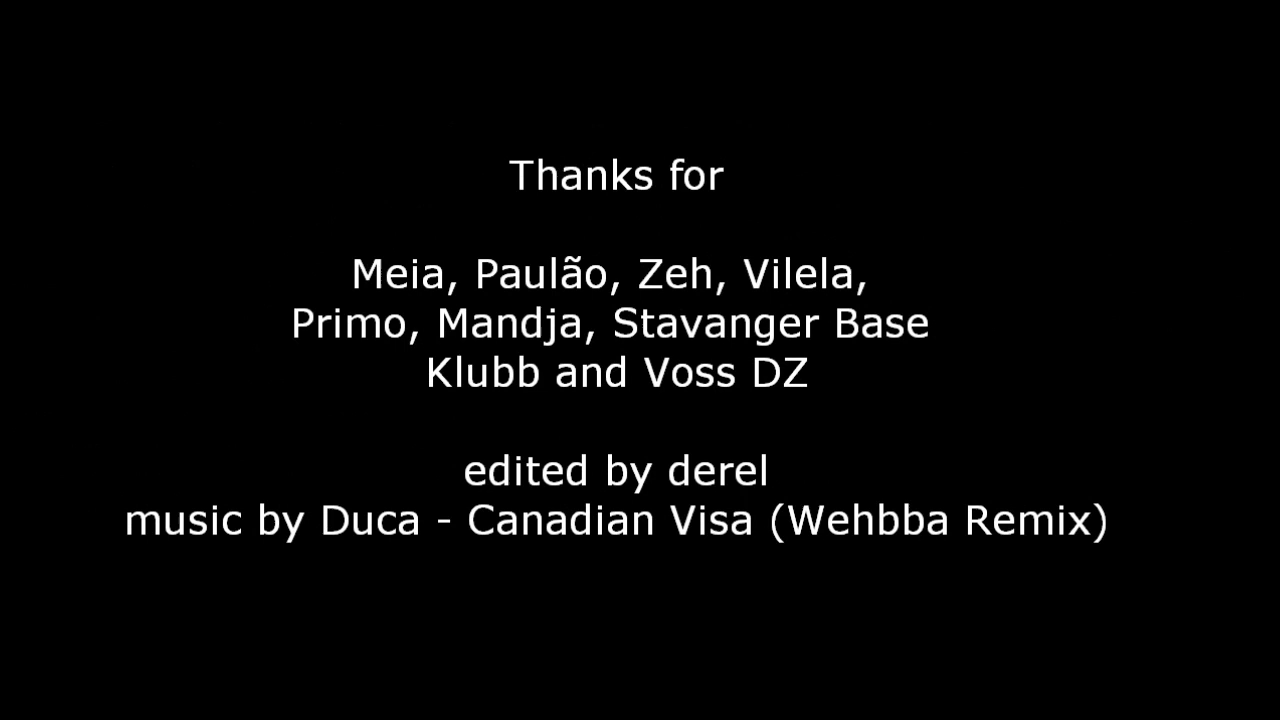 Thanks for
Meia, Paulão, Zeh, Vilela,
Primo, Mandja, Stavanger Base
Klubb and Voss DZ
edited by derel
music by Duca - Canadian Visa (Wehbba Remix)